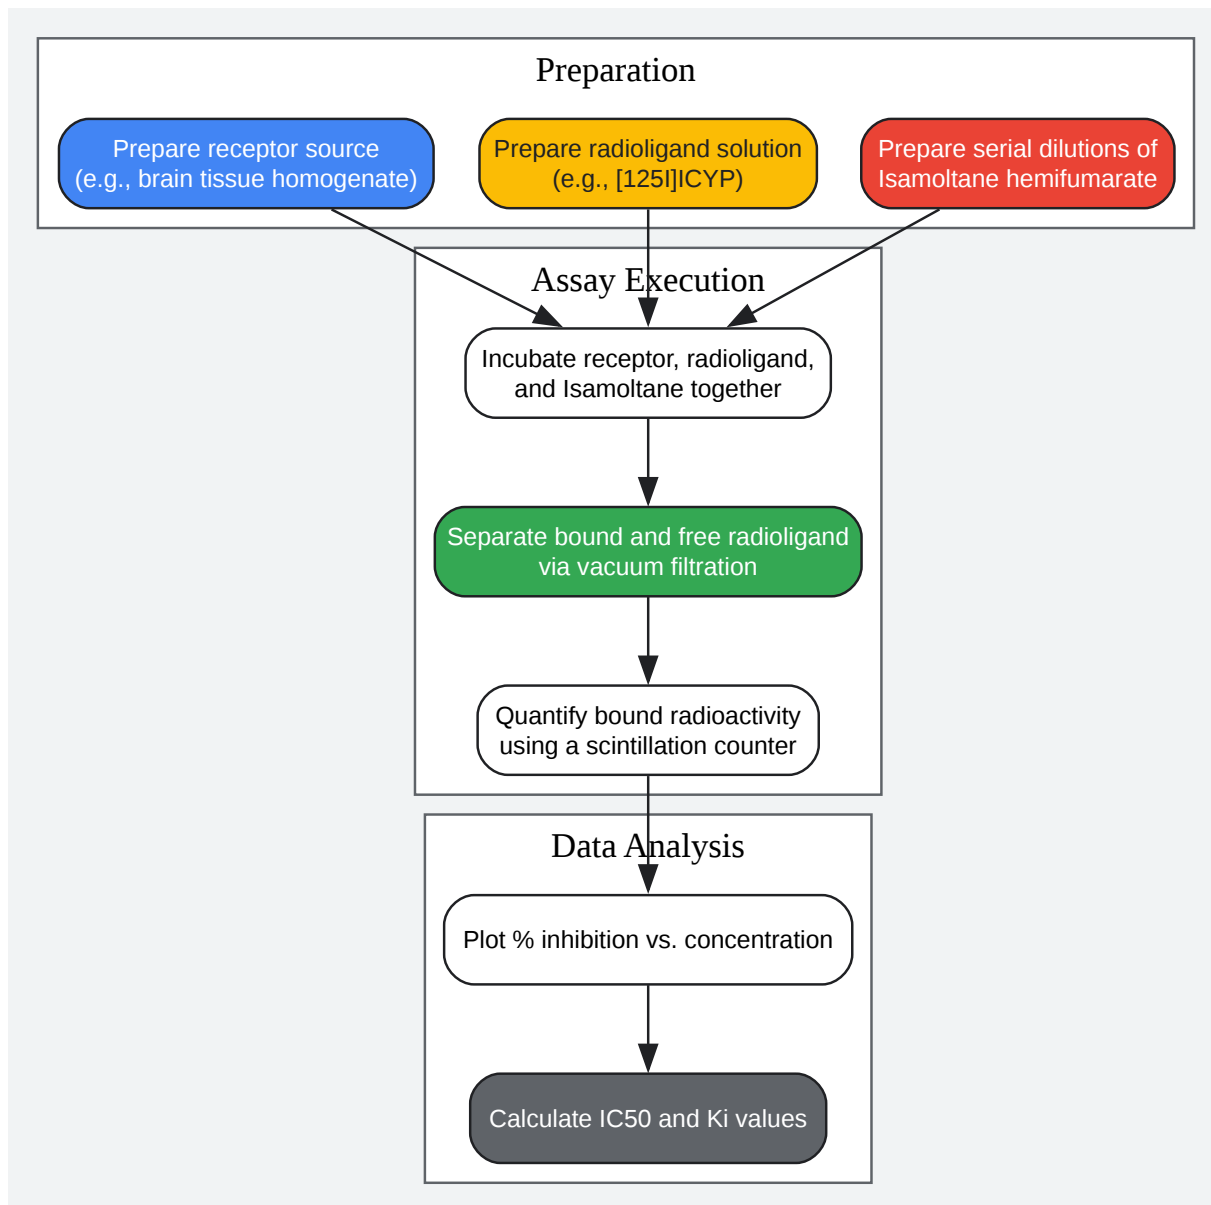 Preparation
Prepare receptor source
(e.g., brain tissue homogenate)
Prepare radioligand solution
(e.g., [125I]ICYP)
Prepare serial dilutions of
Isamoltane hemifumarate
Assay Execution
Incubate receptor, radioligand,
and Isamoltane together
Separate bound and free radioligand
via vacuum filtration
Quantify bound radioactivity
using a scintillation counter
Data Analysis
Plot % inhibition vs. concentration
Calculate IC50 and Ki values